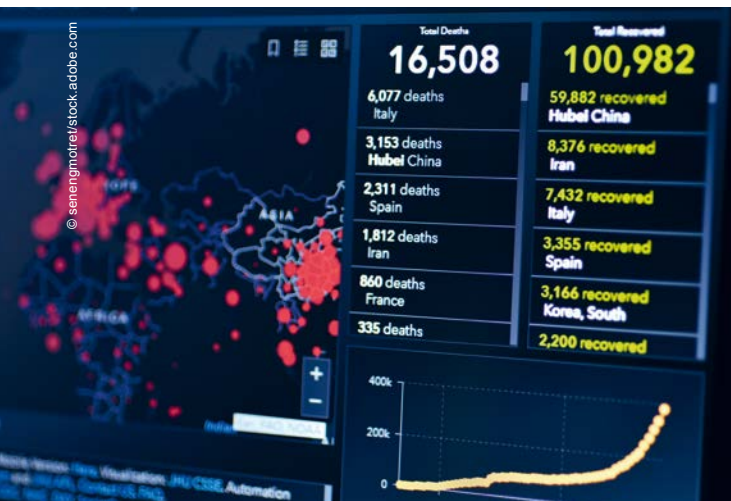 © senengmotret/stock.adobe.com
ASIA
AFRICA
Total Deaths
16,508
6,077 deaths
Italy
3,153 deaths
Hubei China
2,311 deaths
Spain
1,812 deaths
Iran
860 deaths
France
335 deaths
Total Recovered
100,982
59,882 recovered
Hubei China
8,376 recovered
Iran
7,432 recovered
Italy
3,355 recovered
Spain
3,166 recovered
Korea, South
2,200 recovered
+
−
400k
200k
0
Visualization: JHU CSSE. Automation